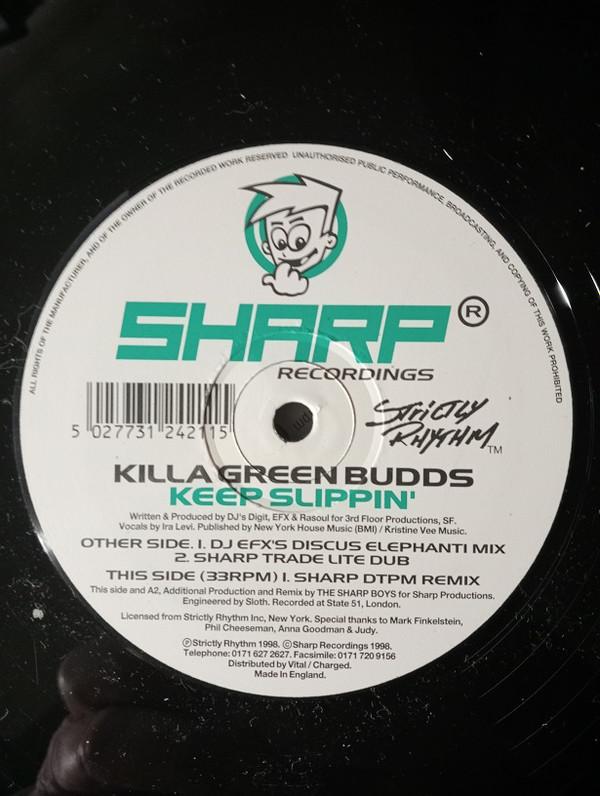 ALL RIGHTS OF THE MANUFACTURER, AND OF THE OWNER OF THE RECORDED WORK RESERVED UNAUTHORISED PUBLIC PERFORMANCE, BROADCASTING, AND COPYING OF THIS WORK PROHIBITED
SHARP ®
RECORDINGS
5 027731 242115
STRICTLY
RHYTHM TM
KILLA GREEN BUDDS
KEEP SLIPPIN'
Written & Produced by DJ's Digit, EFX & Rasoul for 3rd Floor Productions, SF.
Vocals by Ira Levi. Published by New York House Music (BMI) / Kristine Vee Music.
OTHER SIDE. 1. DJ EFX'S DISCUS ELEPHANTI MIX
2. SHARP TRADE LITE DUB
THIS SIDE (33RPM) 1. SHARP DTPM REMIX
This side and A2, Additional Production and Remix by THE SHARP BOYS for Sharp Productions.
Engineered by Sloth. Recorded at State 51, London.
Licensed from Strictly Rhythm Inc, New York. Special thanks to Mark Finkelstein,
Phil Cheeseman, Anna Goodman & Judy.
℗Strictly Rhythm 1998. ©Sharp Recordings 1998.
Telephone: 0171 627 2627. Facsimile: 0171 720 9156
Distributed by Vital / Charged.
Made In England.